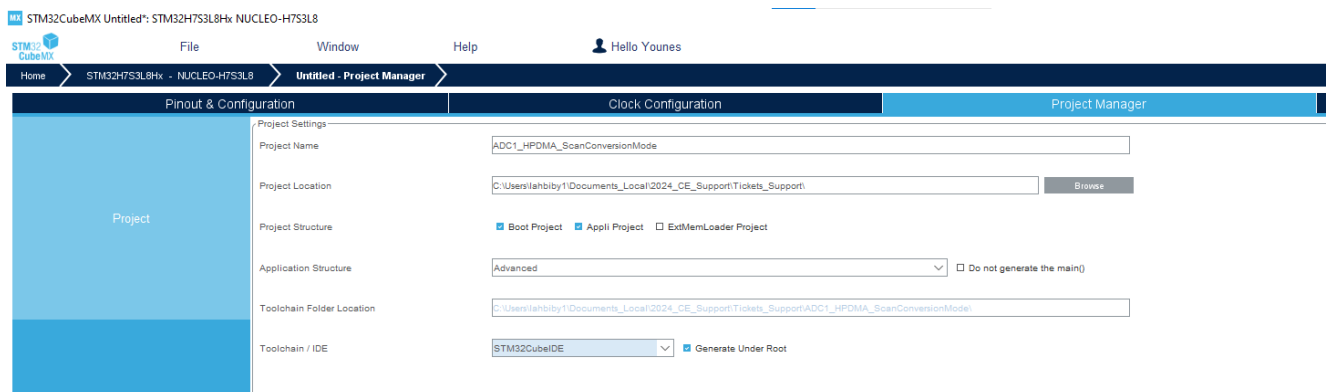 MX STM32CubeMX Untitled*: STM32H7S3L8Hx NUCLEO-H7S3L8
STM32 CubeMX File Window Help Hello Younes
Home STM32H7S3L8Hx - NUCLEO-H7S3L8 Untitled - Project Manager
Pinout & Configuration Clock Configuration Project Manager
Project Settings
Project Name ADC1_HPDMA_ScanConversionMode
Project Location C:\Users\lahbiby1\Documents_Local\2024_CE_Support\Tickets_Support\ Browse
Project
Project Structure Boot Project Appli Project ExtMemLoader Project
Application Structure Advanced Do not generate the main()
Toolchain Folder Location C:\Users\lahbiby1\Documents_Local\2024_CE_Support\Tickets_Support\ADC1_HPDMA_ScanConversionMode\
Toolchain / IDE STM32CubeIDE Generate Under Root